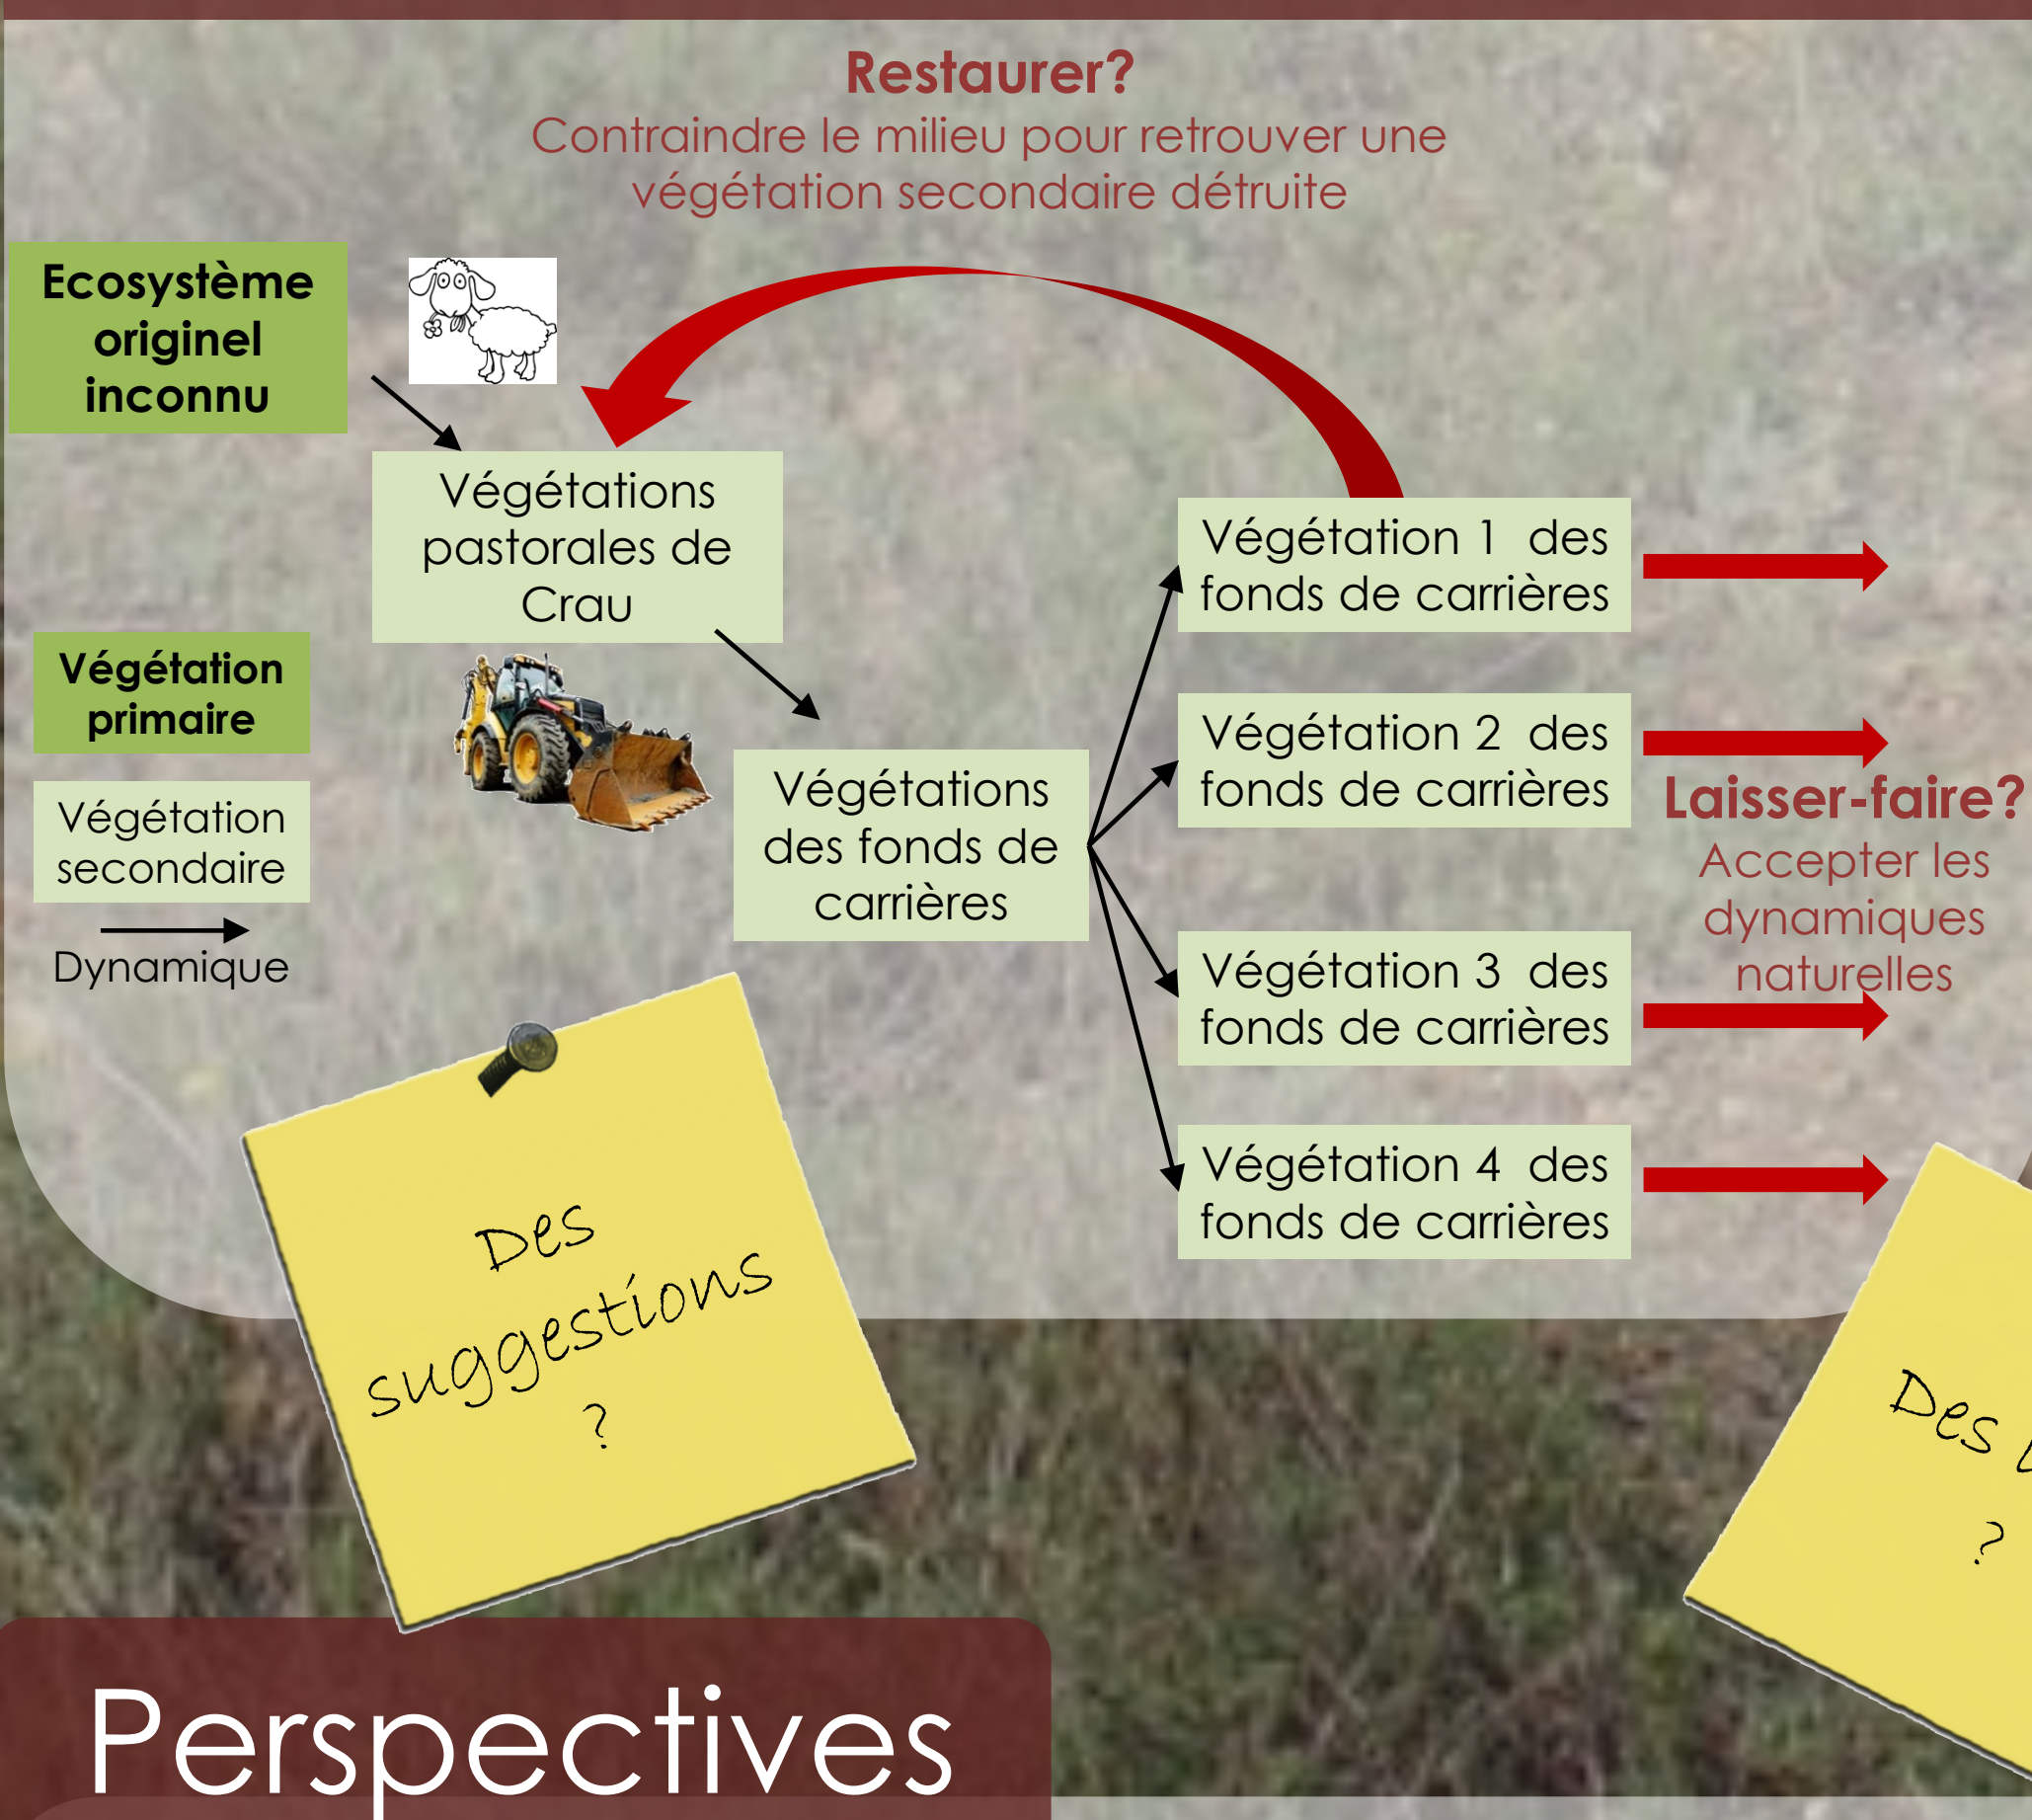 Restaurer?
Contraindre le milieu pour retrouver une
végétation secondaire détruite
Ecosystème
originel
inconnu
Végétations
pastorales de
Crau
Végétation
primaire
Végétation
secondaire
Dynamique
Végétations
des fonds de
carrières
Végétation 1 des
fonds de carrières
Végétation 2 des
fonds de carrières
Végétation 3 des
fonds de carrières
Végétation 4 des
fonds de carrières
Laisser-faire?
Accepter les
dynamiques
naturelles
Des
suggestions
?
Des
?
Perspectives